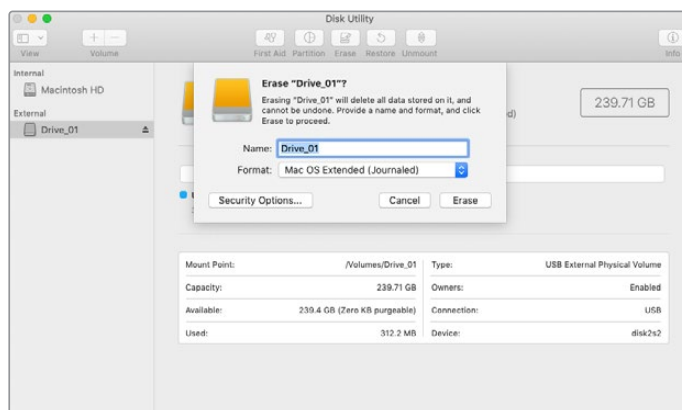 Disk Utility
View
Volume
First Aid Partition Erase Restore Unmount
Info
Internal
Macintosh HD
External
Drive_01
Erase "Drive_01"?
Erasing "Drive_01" will delete all data stored on it, and
cannot be undone. Provide a name and format, and click
Erase to proceed.
Name: Drive_01
Format: Mac OS Extended (Journaled)
Security Options... Cancel Erase
d)
239.71 GB
Mount Point: /Volumes/Drive_01 Type: USB External Physical Volume
Capacity: 239.71 GB Owners: Enabled
Available: 239.4 GB (Zero KB purgeable) Connection: USB
Used: 312.2 MB Device: disk2s2